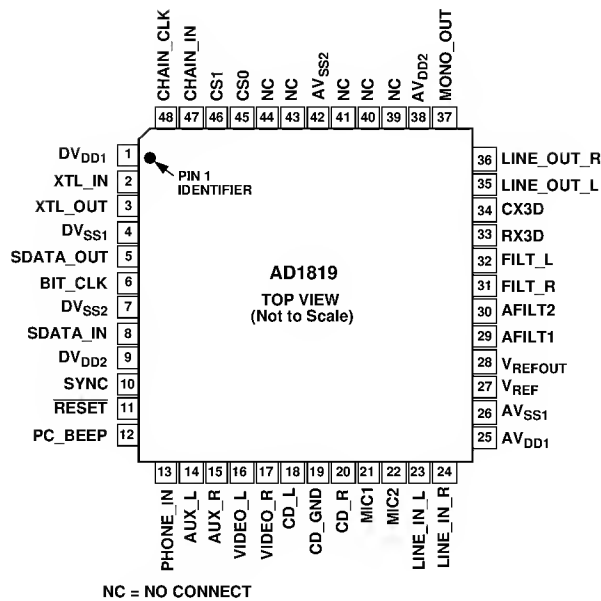 CHAIN_CLK
CHAIN_IN
CS1
CS0
NC
NC
AVSS2
NC
NC
NC
AVDD2
MONO_OUT
48 47 46 45 44 43 42 41 40 39 38 37
DVDD1 1
XTL_IN 2
XTL_OUT 3
DVSS1 4
SDATA_OUT 5
BIT_CLK 6
DVSS2 7
SDATA_IN 8
DVDD2 9
SYNC 10
RESET 11
PC_BEEP 12
PIN 1
IDENTIFIER
AD1819
TOP VIEW
(Not to Scale)
36 LINE_OUT_R
35 LINE_OUT_L
34 CX3D
33 RX3D
32 FILT_L
31 FILT_R
30 AFILT2
29 AFILT1
28 VREFOUT
27 VREF
26 AVSS1
25 AVDD1
13 14 15 16 17 18 19 20 21 22 23 24
PHONE_IN
AUX_L
AUX_R
VIDEO_L
VIDEO_R
CD_L
CD_GND
CD_R
MIC1
MIC2
LINE_IN_L
LINE_IN_R
NC = NO CONNECT